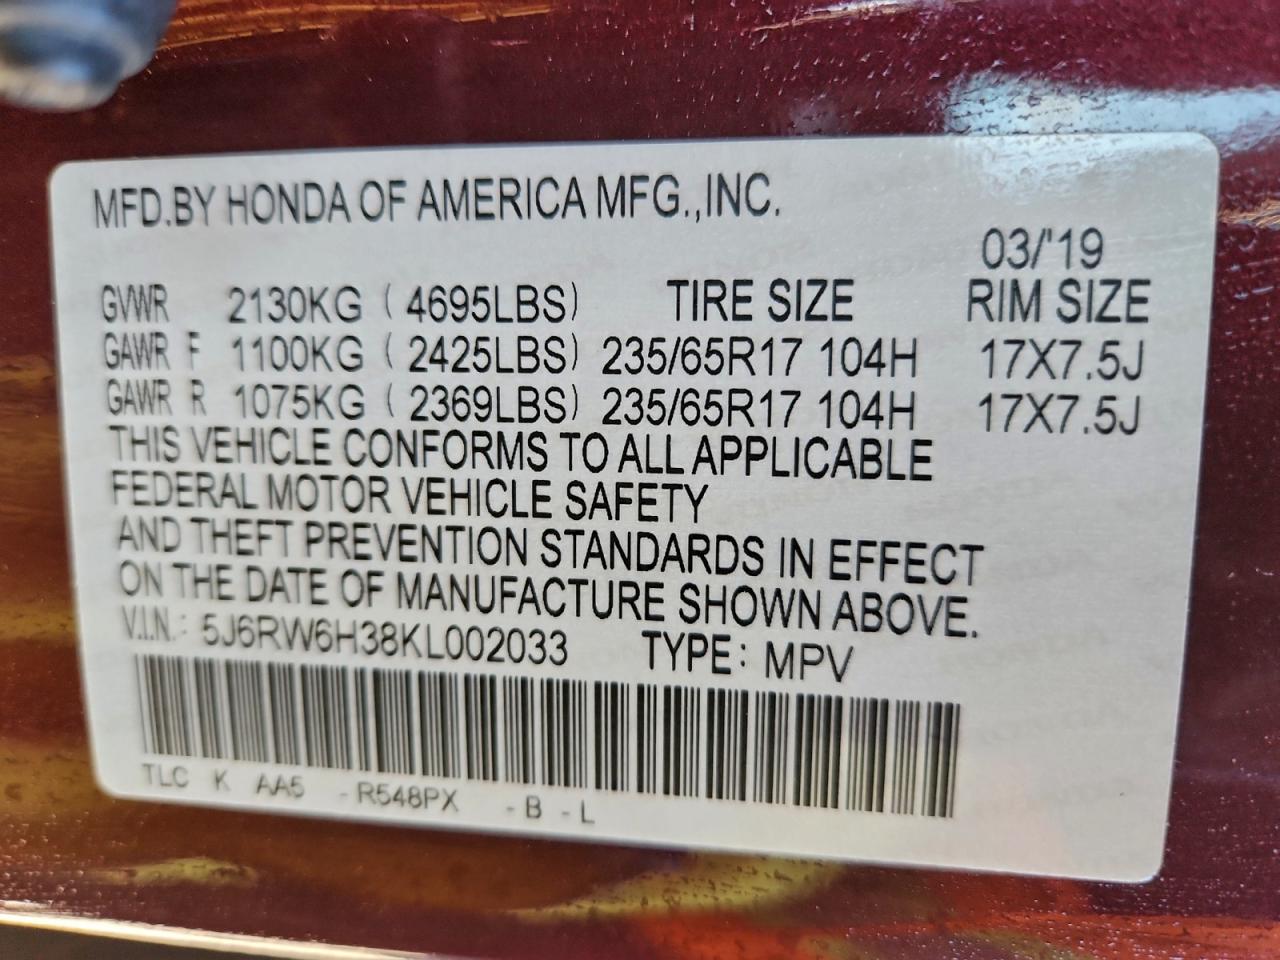 MFD.BY HONDA OF AMERICA MFG.,INC.
03/'19
GVWR 2130KG ( 4695LBS) TIRE SIZE RIM SIZE
GAWR F 1100KG ( 2425LBS) 235/65R17 104H 17X7.5J
GAWR R 1075KG ( 2369LBS) 235/65R17 104H 17X7.5J
THIS VEHICLE CONFORMS TO ALL APPLICABLE
FEDERAL MOTOR VEHICLE SAFETY
AND THEFT PREVENTION STANDARDS IN EFFECT
ON THE DATE OF MANUFACTURE SHOWN ABOVE.
V.I.N.: 5J6RW6H38KL002033 TYPE: MPV
TLC K AA5 - R548PX - B - L